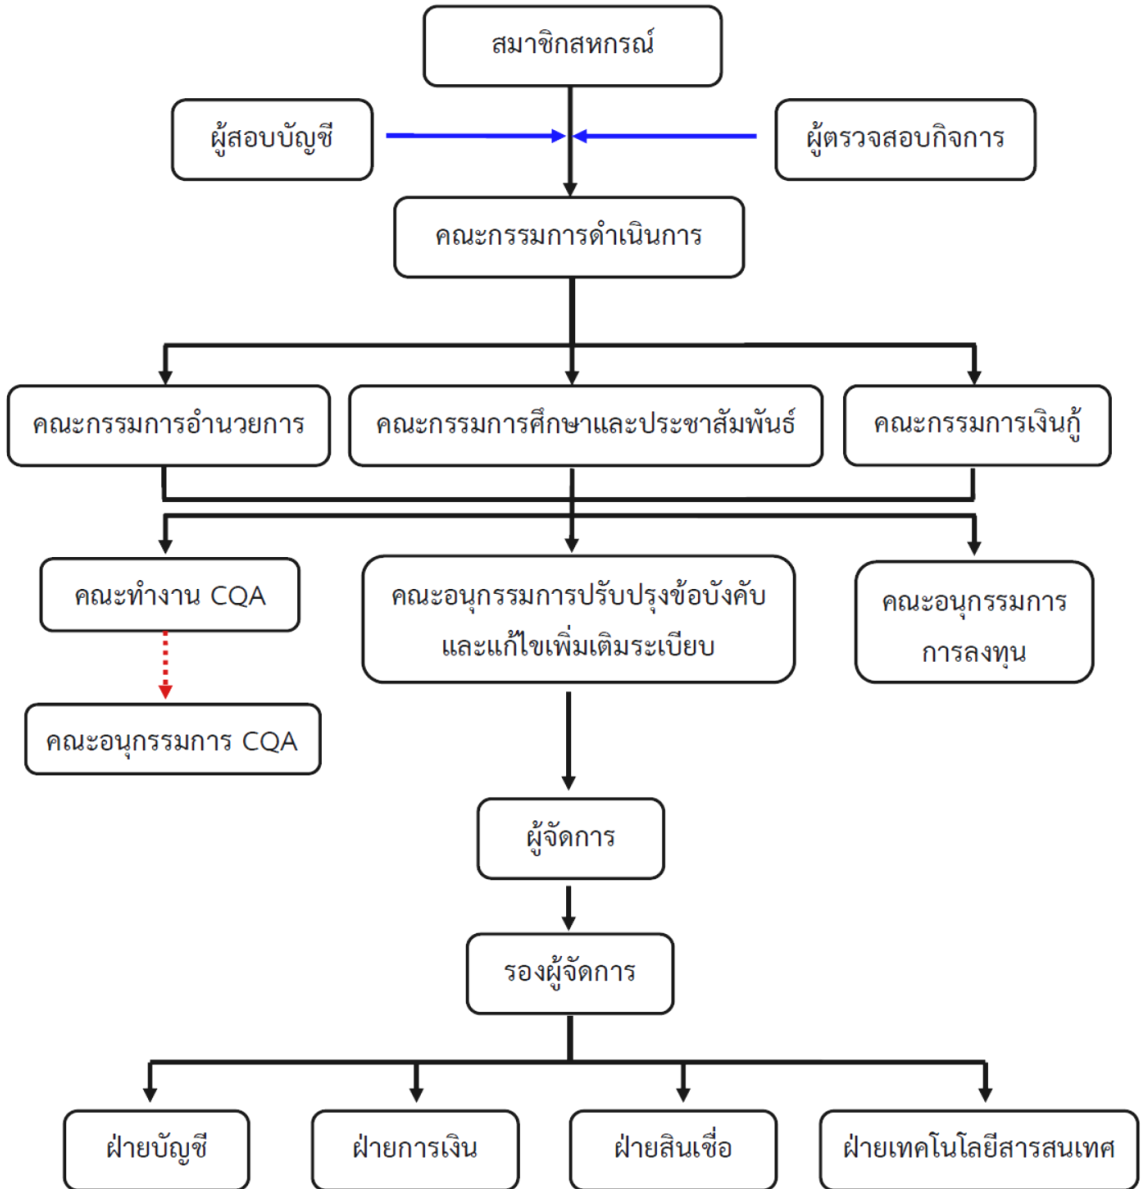 สมาชิกสหกรณ์
ผู้สอบบัญชี
ผู้ตรวจสอบกิจการ
คณะกรรมการดำเนินการ
คณะกรรมการอำนวยการ
คณะกรรมการศึกษาและประชาสัมพันธ์
คณะกรรมการเงินกู้
คณะทำงาน CQA
คณะอนุกรรมการปรับปรุงข้อบังคับ
และแก้ไขเพิ่มเติมระเบียบ
คณะอนุกรรมการ
การลงทุน
คณะอนุกรรมการ CQA
ผู้จัดการ
รองผู้จัดการ
ฝ่ายบัญชี
ฝ่ายการเงิน
ฝ่ายสินเชื่อ
ฝ่ายเทคโนโลยีสารสนเทศ